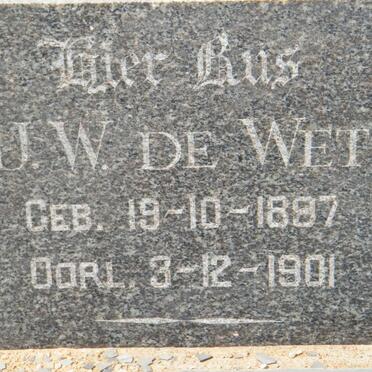 Hier Rus
J.W. DE WET
GEB. 19-10-1897
OORL. 3-12-1901